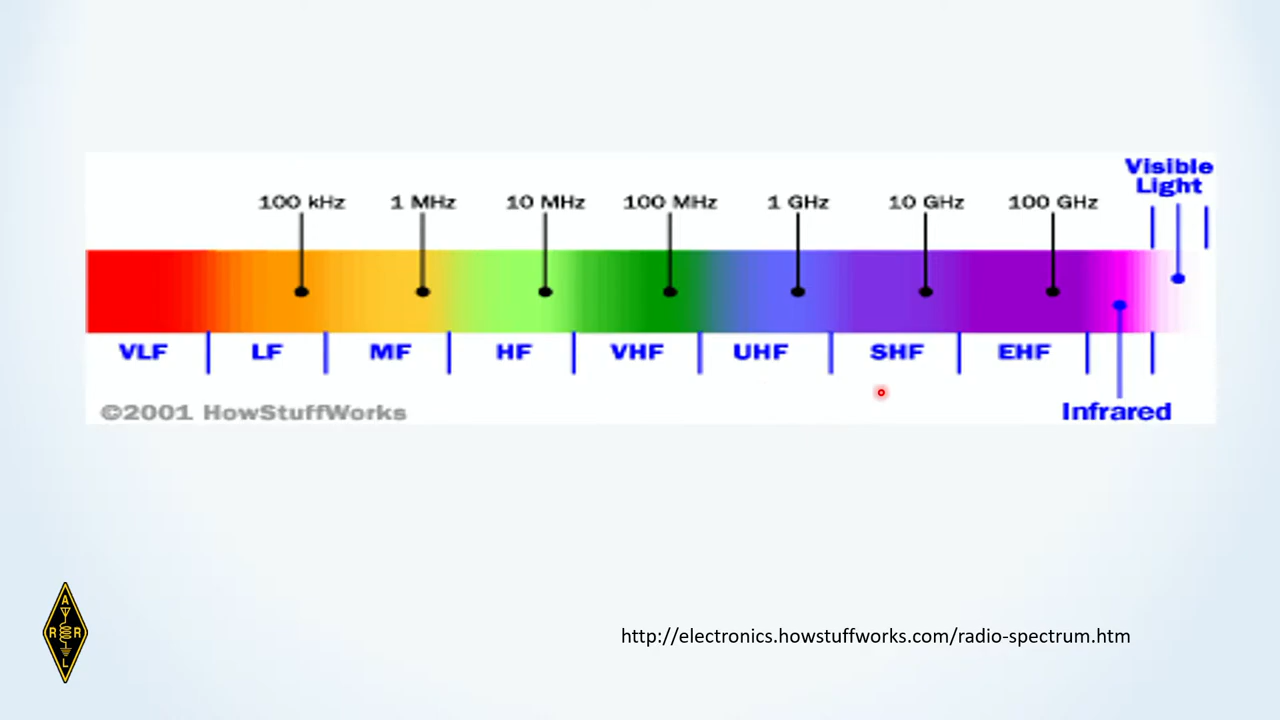 Visible
Light
100 kHz 1 MHz 10 MHz 100 MHz 1 GHz 10 GHz 100 GHz
VLF LF MF HF VHF UHF SHF EHF
©2001 HowStuffWorks
Infrared
A
R R
L
http://electronics.howstuffworks.com/radio-spectrum.htm